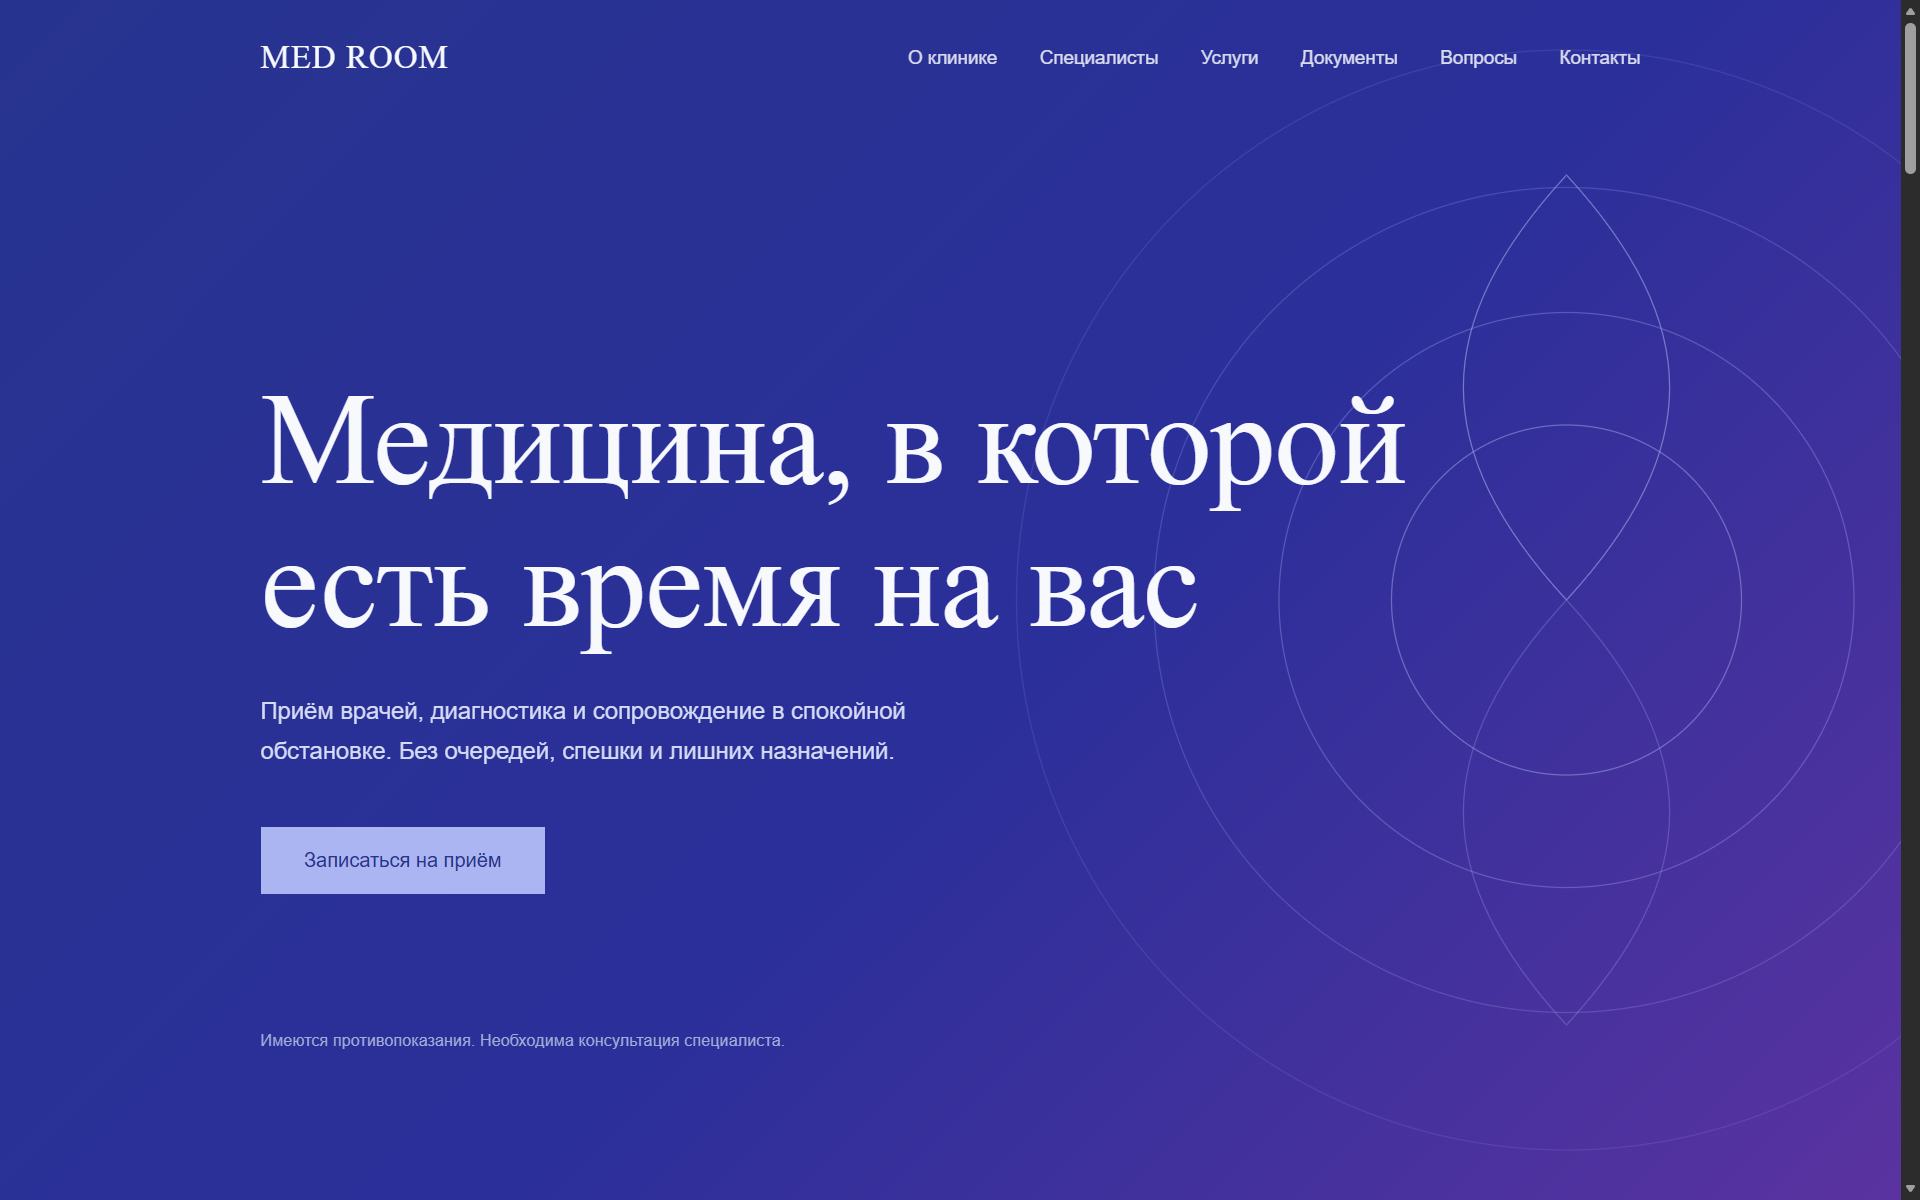 MED ROOM
О клинике Специалисты Услуги Документы Вопросы Контакты
Медицина, в которой
есть время на вас
Приём врачей, диагностика и сопровождение в спокойной
обстановке. Без очередей, спешки и лишних назначений.
Записаться на приём
Имеются противопоказания. Необходима консультация специалиста.